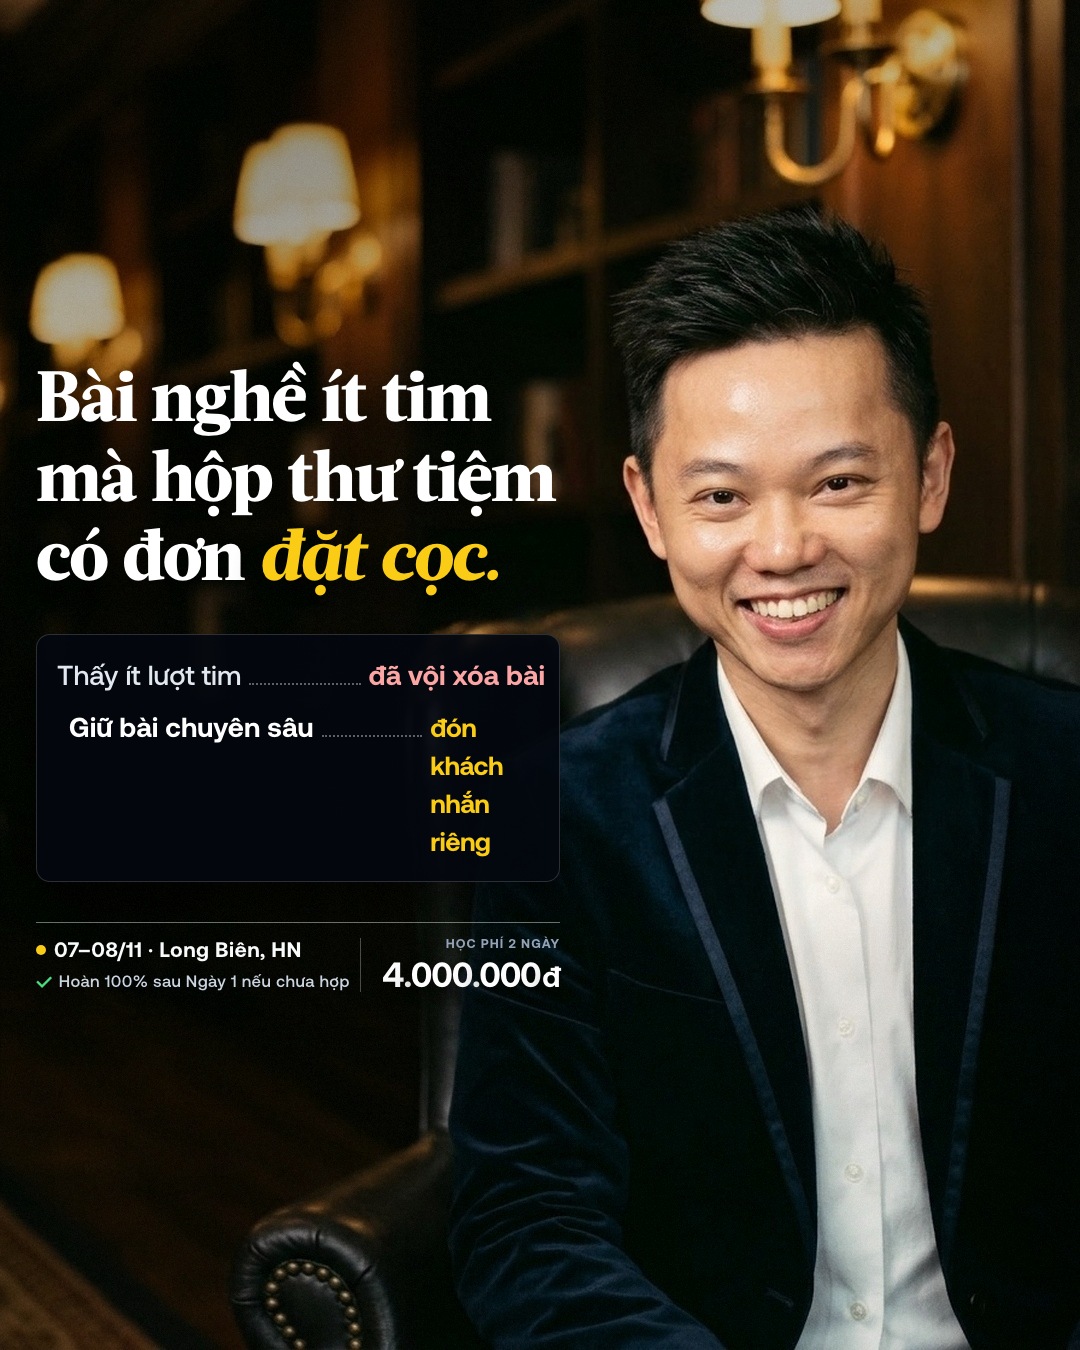 Bài nghề ít tim
mà hộp thư tiệm
có đơn đặt cọc.
Thấy ít lượt tim ........ đã vội xóa bài
Giữ bài chuyên sâu ........ đón
khách
nhắn
riêng
07–08/11 · Long Biên, HN
Hoàn 100% sau Ngày 1 nếu chưa hợp
HỌC PHÍ 2 NGÀY
4.000.000đ